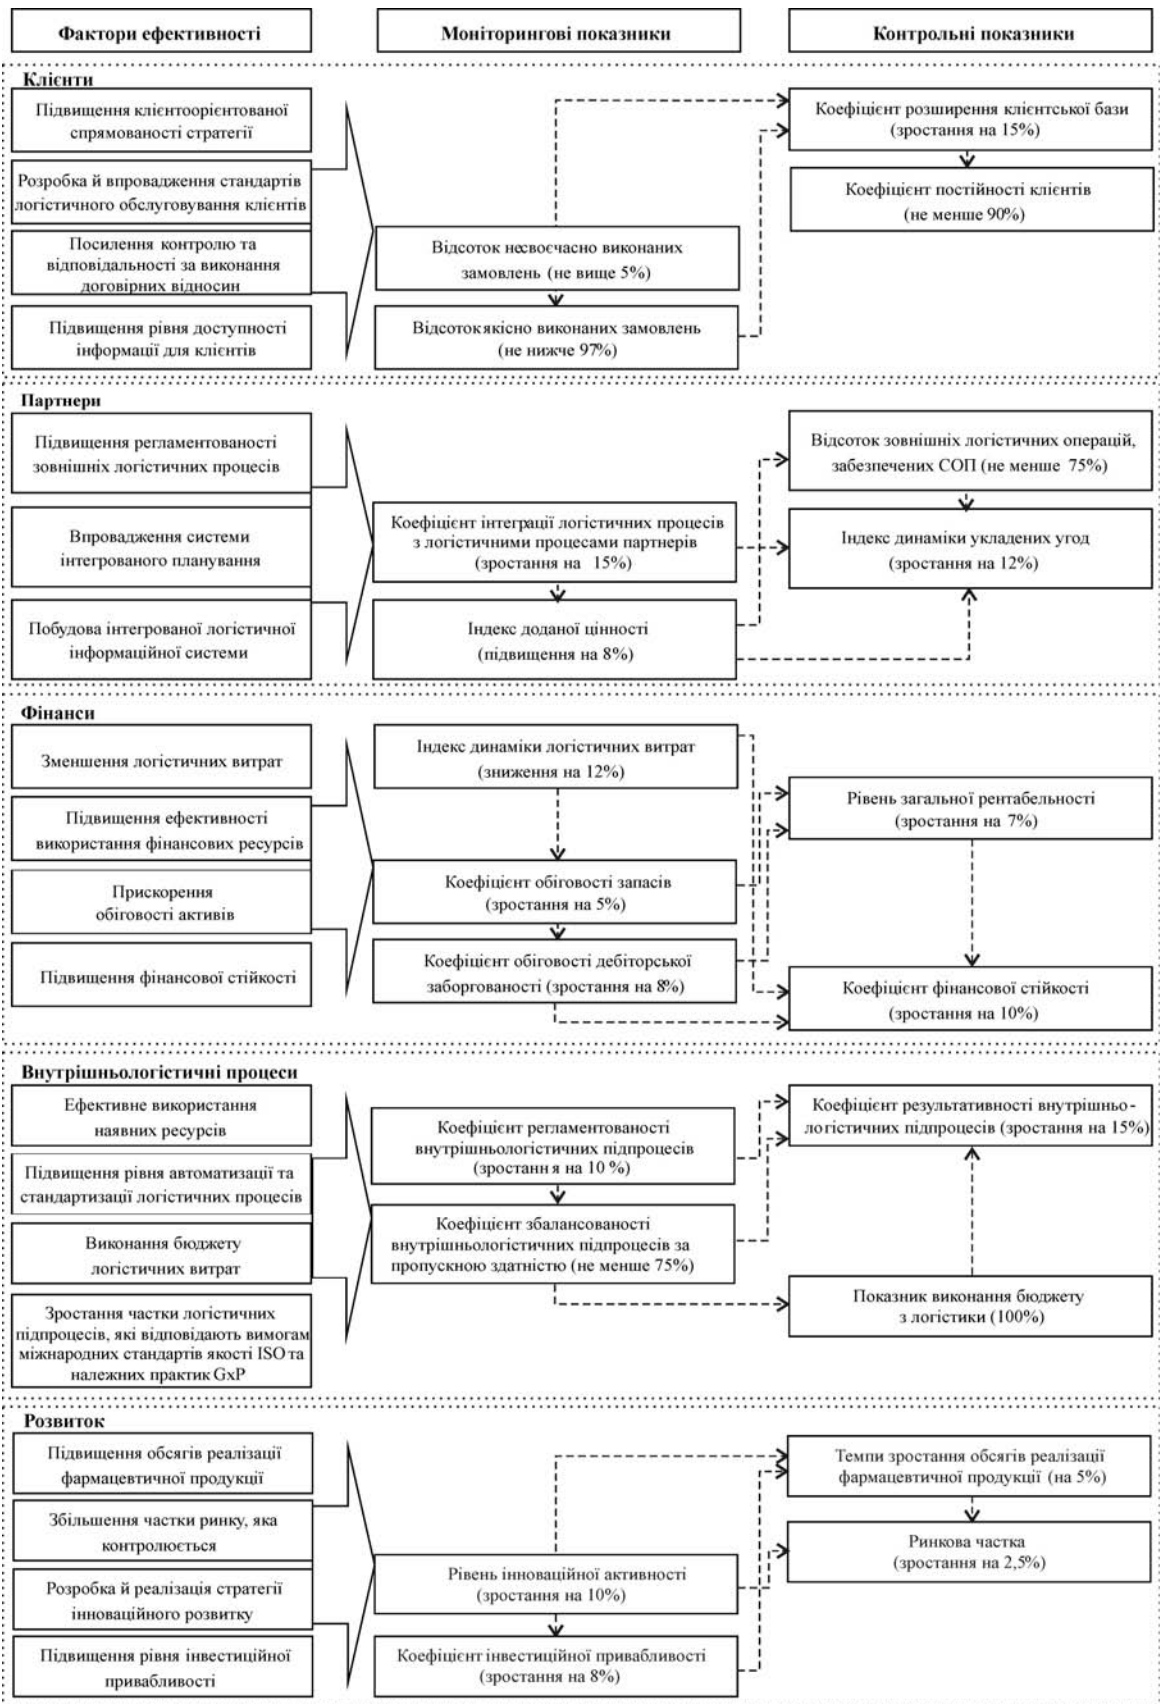 Фактори ефективності
Моніторингові показники
Контрольні показники
Клієнти
Підвищення клієнтоорієнтованої
спрямованості стратегії
Розробка й впровадження стандартів
логістичного обслуговування клієнтів
Посилення контролю та
відповідальності за виконання
договірних відносин
Підвищення рівня доступності
інформації для клієнтів
Відсоток несвоєчасно виконаних
замовлень (не вище 5%)
Відсоток якісно виконаних замовлень
(не нижче 97%)
Коефіцієнт розширення клієнтської бази
(зростання на 15%)
Коефіцієнт постійності клієнтів
(не менше 90%)
Партнери
Підвищення регламентованості
зовнішніх логістичних процесів
Впровадження системи
інтегрованого планування
Побудова інтегрованої логістичної
інформаційної системи
Коефіцієнт інтеграції логістичних процесів
з логістичними процесами партнерів
(зростання на 15%)
Індекс доданої цінності
(підвищення на 8%)
Відсоток зовнішніх логістичних операцій,
забезпечених СОП (не менше 75%)
Індекс динаміки укладених угод
(зростання на 12%)
Фінанси
Зменшення логістичних витрат
Підвищення ефективності
використання фінансових ресурсів
Прискорення
обіговості активів
Підвищення фінансової стійкості
Індекс динаміки логістичних витрат
(зниження на 12%)
Коефіцієнт обіговості запасів
(зростання на 5%)
Коефіцієнт обіговості дебіторської
заборгованості (зростання на 8%)
Рівень загальної рентабельності
(зростання на 7%)
Коефіцієнт фінансової стійкості
(зростання на 10%)
Внутрішньологістичні процеси
Ефективне використання
наявних ресурсів
Підвищення рівня автоматизації та
стандартизації логістичних процесів
Виконання бюджету
логістичних витрат
Зростання частки логістичних
підпроцесів, які відповідають вимогам
міжнародних стандартів якості ISO та
належних практик GxP
Коефіцієнт регламентованості
внутрішньологістичних підпроцесів
(зростання на 10 %)
Коефіцієнт збалансованості
внутрішньологістичних підпроцесів за
пропускною здатністю (не менше 75%)
Коефіцієнт результативності внутрішньо-
логістичних підпроцесів (зростання на 15%)
Показник виконання бюджету
з логістики (100%)
Розвиток
Підвищення обсягів реалізації
фармацевтичної продукції
Збільшення частки ринку, яка
контролюється
Розробка й реалізація стратегії
інноваційного розвитку
Підвищення рівня інвестиційної
привабливості
Рівень інноваційної активності
(зростання на 10%)
Коефіцієнт інвестиційної привабливості
(зростання на 8%)
Темпи зростання обсягів реалізації
фармацевтичної продукції (на 5%)
Ринкова частка
(зростання на 2,5%)